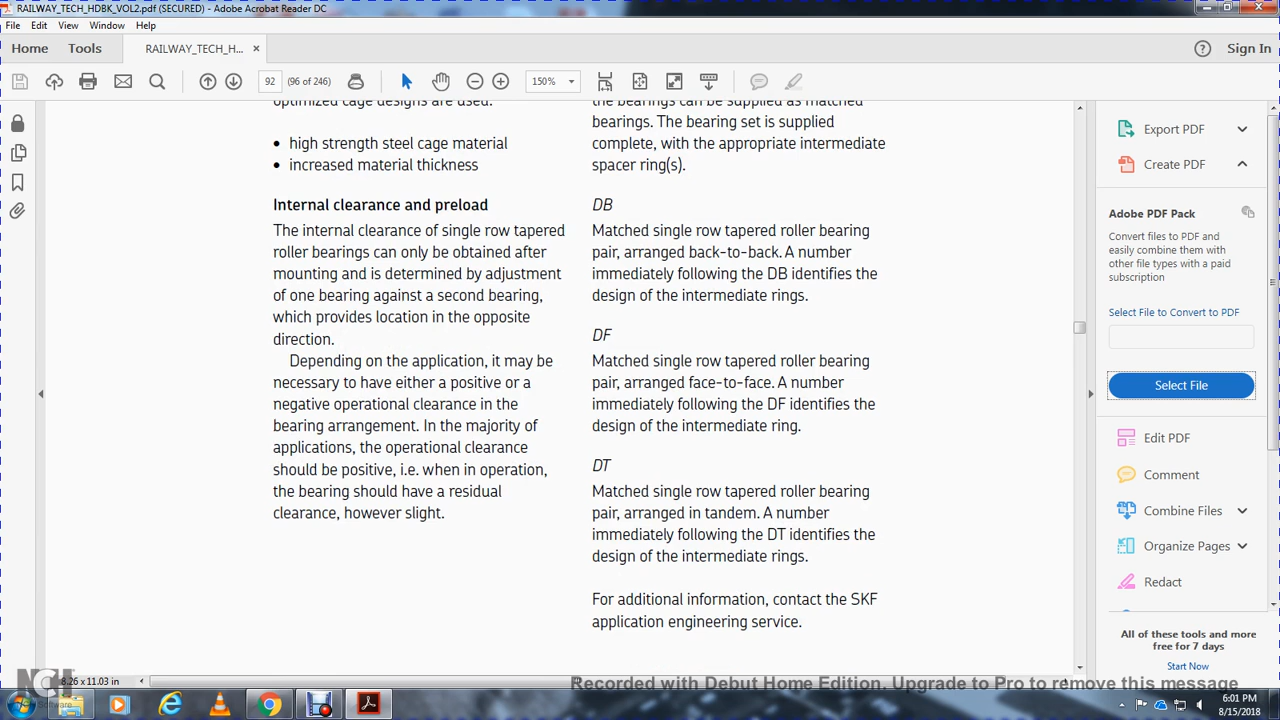 RAILWAY_TECH_HDBK_VOL2.pdf (SECURED) - Adobe Acrobat Reader DC
File Edit View Window Help
Home Tools RAILWAY_TECH_H... × Sign In
92 (96 of 246) 150%
optimized cage designs are used.
• high strength steel cage material
• increased material thickness
Internal clearance and preload
The internal clearance of single row tapered
roller bearings can only be obtained after
mounting and is determined by adjustment
of one bearing against a second bearing,
which provides location in the opposite
direction.
Depending on the application, it may be
necessary to have either a positive or a
negative operational clearance in the
bearing arrangement. In the majority of
applications, the operational clearance
should be positive, i.e. when in operation,
the bearing should have a residual
clearance, however slight.
the bearings can be supplied as matched
bearings. The bearing set is supplied
complete, with the appropriate intermediate
spacer ring(s).
DB
Matched single row tapered roller bearing
pair, arranged back-to-back. A number
immediately following the DB identifies the
design of the intermediate rings.
DF
Matched single row tapered roller bearing
pair, arranged face-to-face. A number
immediately following the DF identifies the
design of the intermediate ring.
DT
Matched single row tapered roller bearing
pair, arranged in tandem. A number
immediately following the DT identifies the
design of the intermediate rings.
For additional information, contact the SKF
application engineering service.
Export PDF
Create PDF
Adobe PDF Pack
Convert files to PDF and
easily combine them with
other file types with a paid
subscription
Select File to Convert to PDF
Select File
Edit PDF
Comment
Combine Files
Organize Pages
Redact
All of these tools and more
free for 7 days
Start Now
8.26 x 11.03 in
NCH
Software
Recorded with Debut Home Edition. Upgrade to Pro to remove this message
6:01 PM
8/15/2018